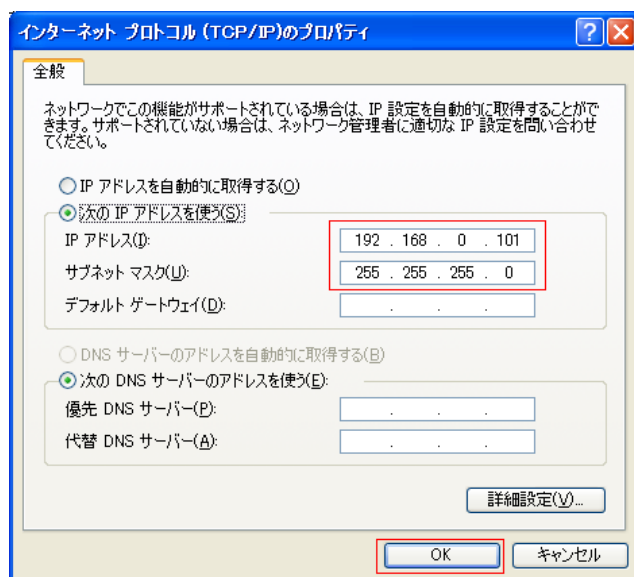 インターネット プロトコル (TCP/IP)のプロパティ
全般
ネットワークでこの機能がサポートされている場合は、IP 設定を自動的に取得することがで
きます。サポートされていない場合は、ネットワーク管理者に適切な IP 設定を問い合わせ
てください。
IP アドレスを自動的に取得する(O)
次の IP アドレスを使う(S):
IP アドレス(I): 192 . 168 . 0 . 101
サブネット マスク(U): 255 . 255 . 255 . 0
デフォルト ゲートウェイ(D): . . .
DNS サーバーのアドレスを自動的に取得する(B)
次の DNS サーバーのアドレスを使う(E):
優先 DNS サーバー(P): . . .
代替 DNS サーバー(A): . . .
詳細設定(V)...
OK キャンセル